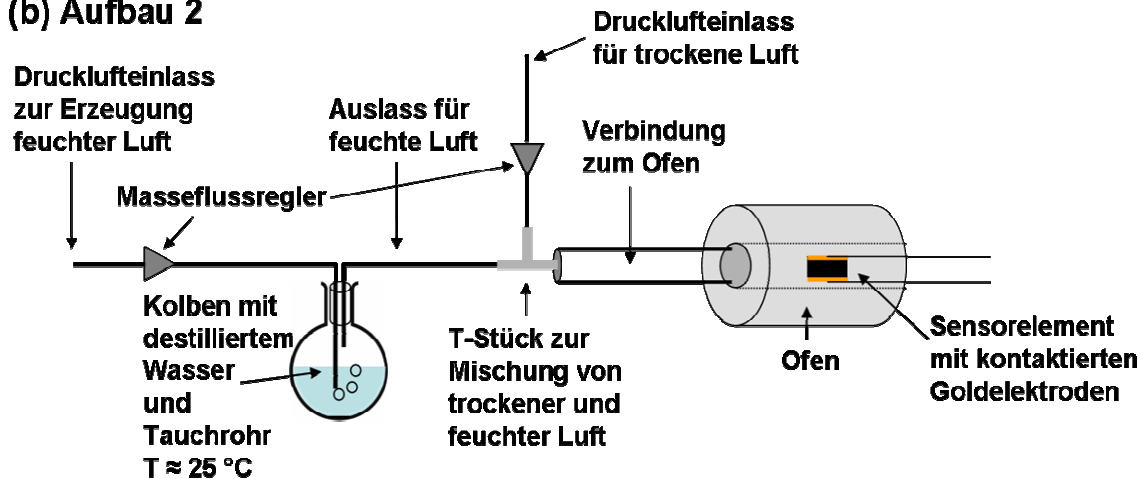 (b) Aufbau 2
Drucklufteinlass
für trockene Luft
Drucklufteinlass
zur Erzeugung
feuchter Luft
Auslass für
feuchte Luft
Verbindung
zum Ofen
Masseflussregler
Kolben mit
destilliertem
Wasser
und
Tauchrohr
T ≈ 25 °C
T-Stück zur
Mischung von
trockener und
feuchter Luft
Ofen
Sensorelement
mit kontaktierten
Goldelektroden